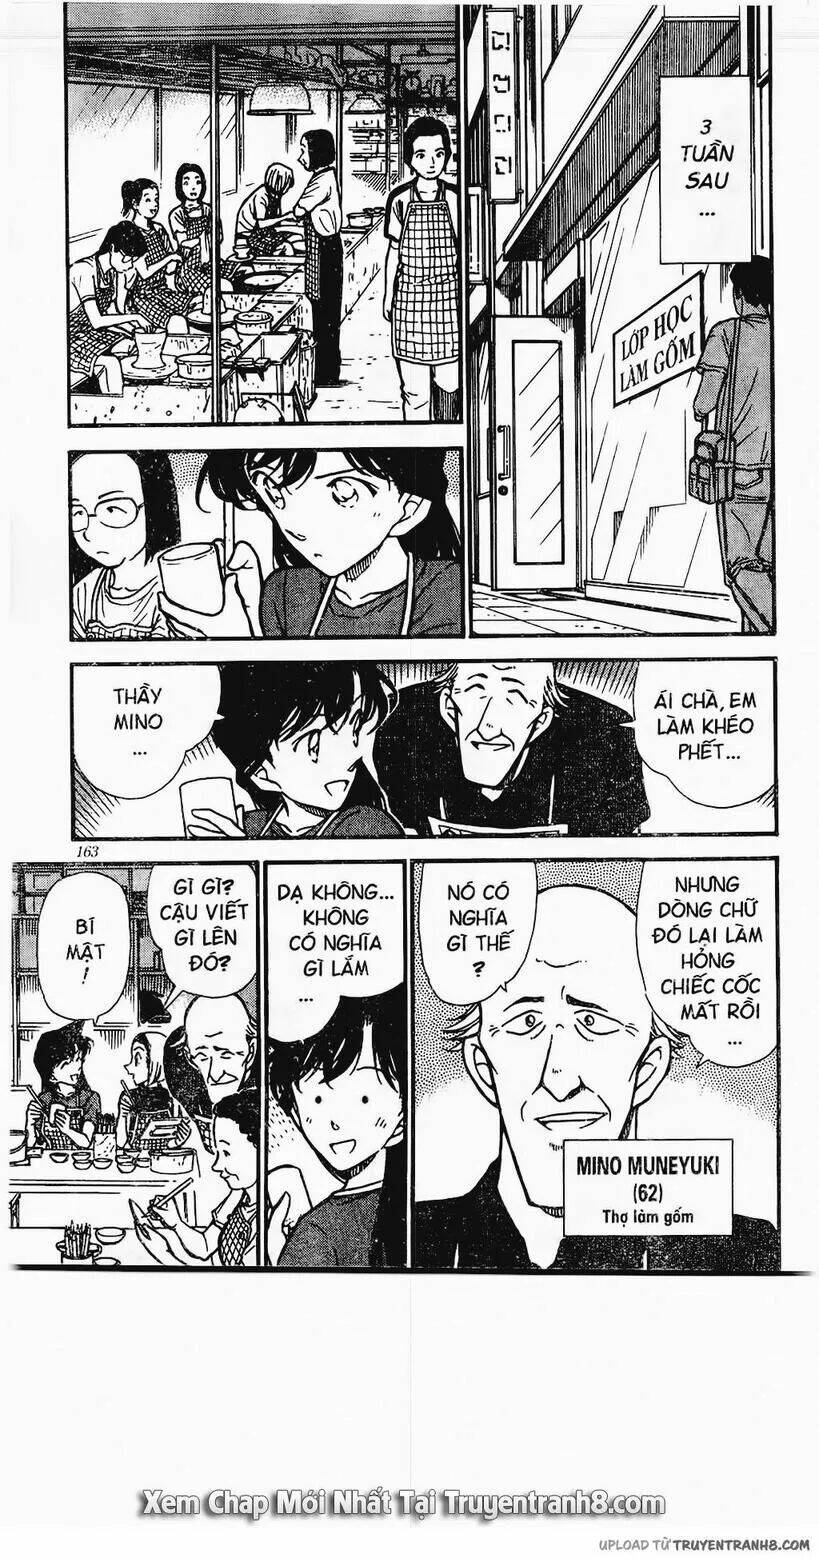 3
TUẦN
SAU
...
LỚP HỌC
LÀM GỐM
ÁI CHÀ, EM
LÀM KHÉO
PHẾT...
THẦY
MINO
...
163
NHƯNG
DÒNG CHỮ
ĐÓ LẠI LÀM
HỎNG
CHIẾC CỐC
MẤT RỒI
...
NÓ CÓ
NGHĨA
GÌ THẾ
?
MINO MUNEYUKI
(62)
Thợ làm gốm
DẠ KHÔNG...
KHÔNG
CÓ NGHĨA
GÌ LẮM
...
GÌ GÌ?
CẬU VIẾT
GÌ LÊN
ĐÓ?
BÍ
MẬT
!
Xem Chap Mới Nhất Tại Truyentranh8.com
UPLOAD TỪ TRUYENTRANH8.COM